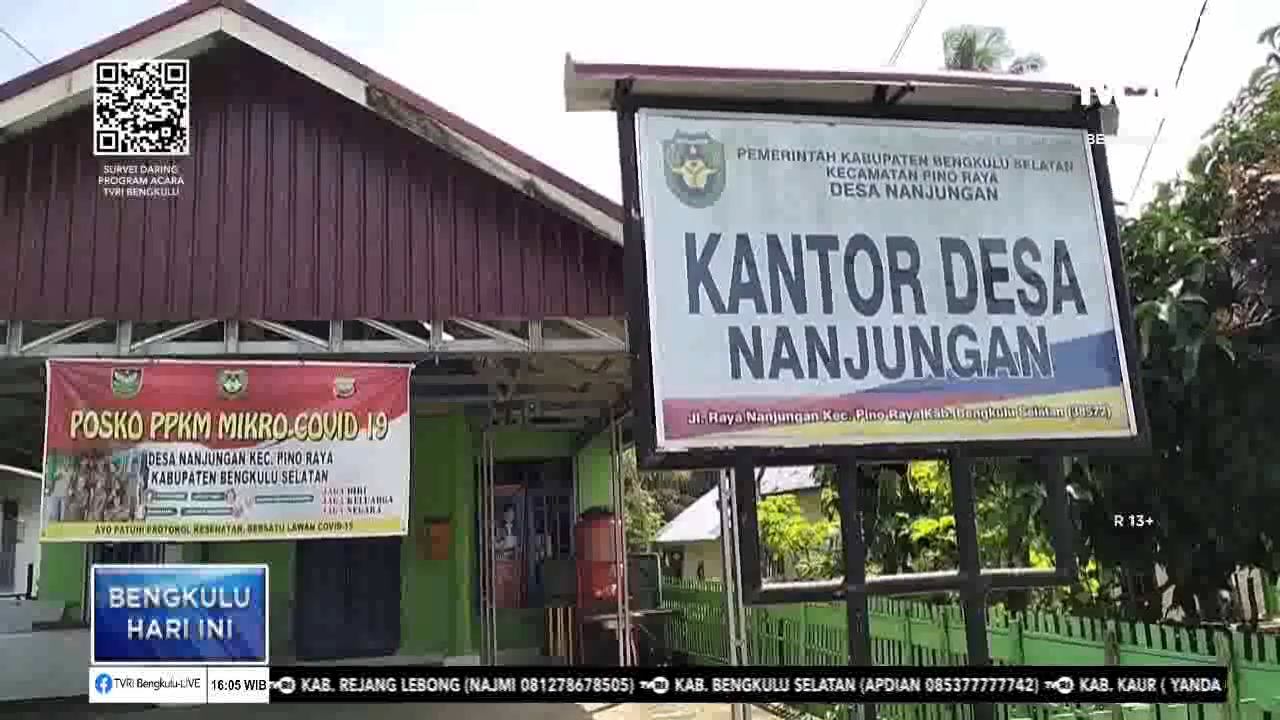 SURVEI DARING
PROGRAM ACARA
TVRI BENGKULU
PEMERINTAH KABUPATEN BENGKULU SELATAN
KECAMATAN PINO RAYA
DESA NANJUNGAN
KANTOR DESA
NANJUNGAN
Jl. Raya Nanjungan Kec. Pino Raya Kab. Bengkulu Selatan (38572)
POSKO PPKM MIKRO COVID 19
DESA NANJUNGAN KEC. PINO RAYA
KABUPATEN BENGKULU SELATAN
JAGA DIRI
JAGA KELUARGA
JAGA NEGARA
AYO PATUHI PROTOKOL KESEHATAN, BERSATU LAWAN COVID-19
R 13+
BENGKULU
HARI INI
TVRI Bengkulu-LIVE
16:05 WIB
KAB. REJANG LEBONG (NAJMI 081278678505) TVRI KAB. BENGKULU SELATAN (APDIAN 085377777742) TVRI KAB. KAUR ( YANDA